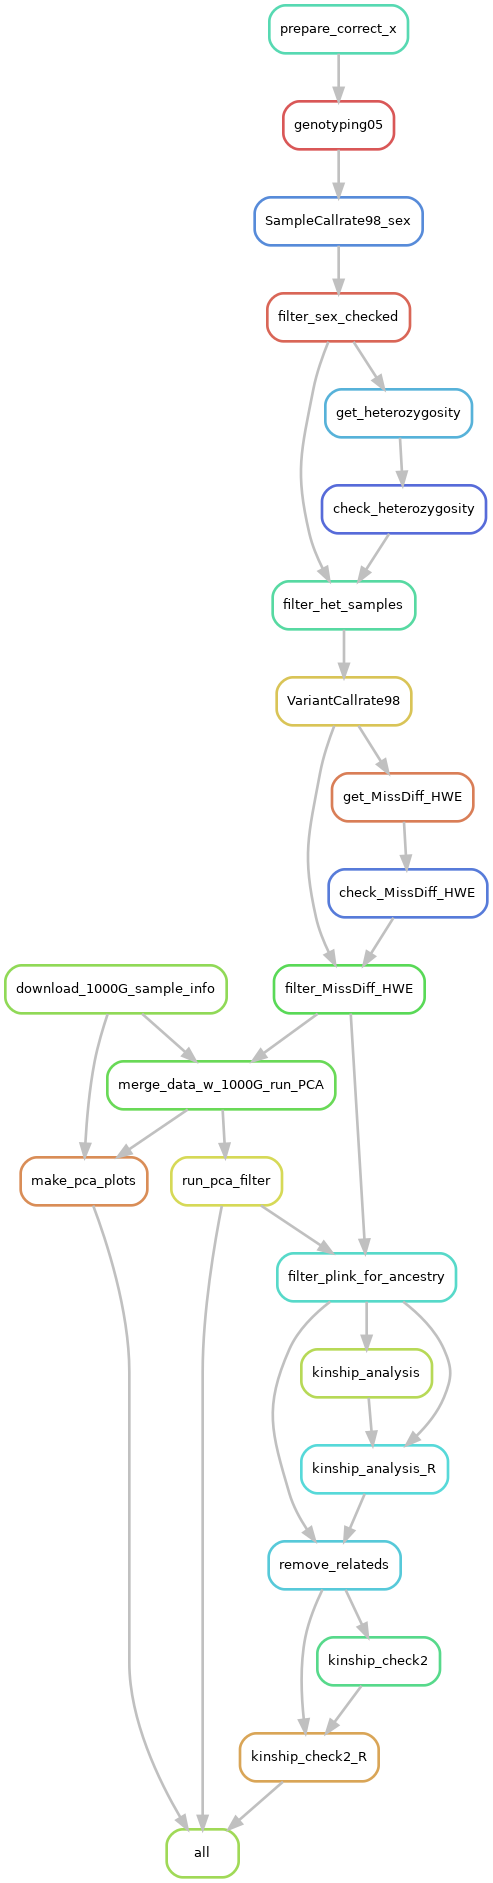 prepare_correct_x
genotyping05
SampleCallrate98_sex
filter_sex_checked
get_heterozygosity
check_heterozygosity
filter_het_samples
VariantCallrate98
get_MissDiff_HWE
check_MissDiff_HWE
download_1000G_sample_info
filter_MissDiff_HWE
merge_data_w_1000G_run_PCA
make_pca_plots
run_pca_filter
filter_plink_for_ancestry
kinship_analysis
kinship_analysis_R
remove_relateds
kinship_check2
kinship_check2_R
all